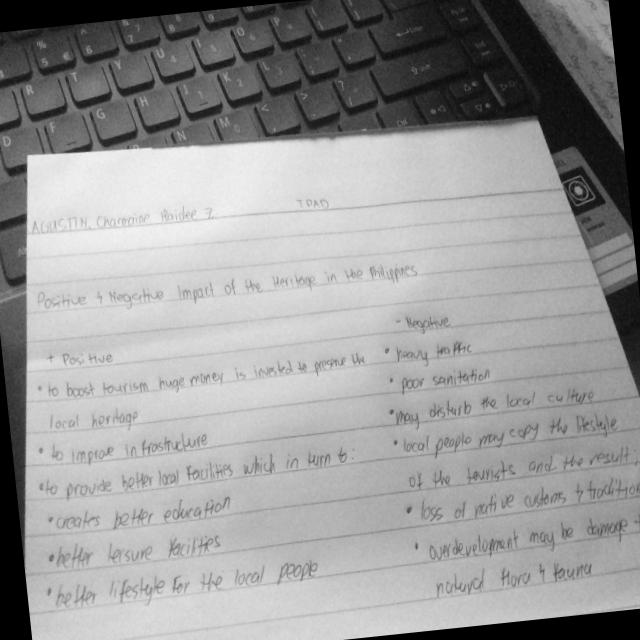 AGUSTIN, Charmaine Haidee Z TPAD
Positive & Negative Impact of the Heritage in the Philippines
+ Positive
• to boost tourism, huge money is invested to preserve the
local heritage
• to improve infrastructure
• to provide better local facilities which in turn to:
• creates better education
• better leisure facilities
• better lifestyle for the local people
- Negative
• heavy traffic
• poor sanitation
• may disturb the local culture
• local people may copy the lifestyle
of the tourists and the result:
• loss of native customs & tradition
• Overdevelopment may be damage
natural flora & fauna